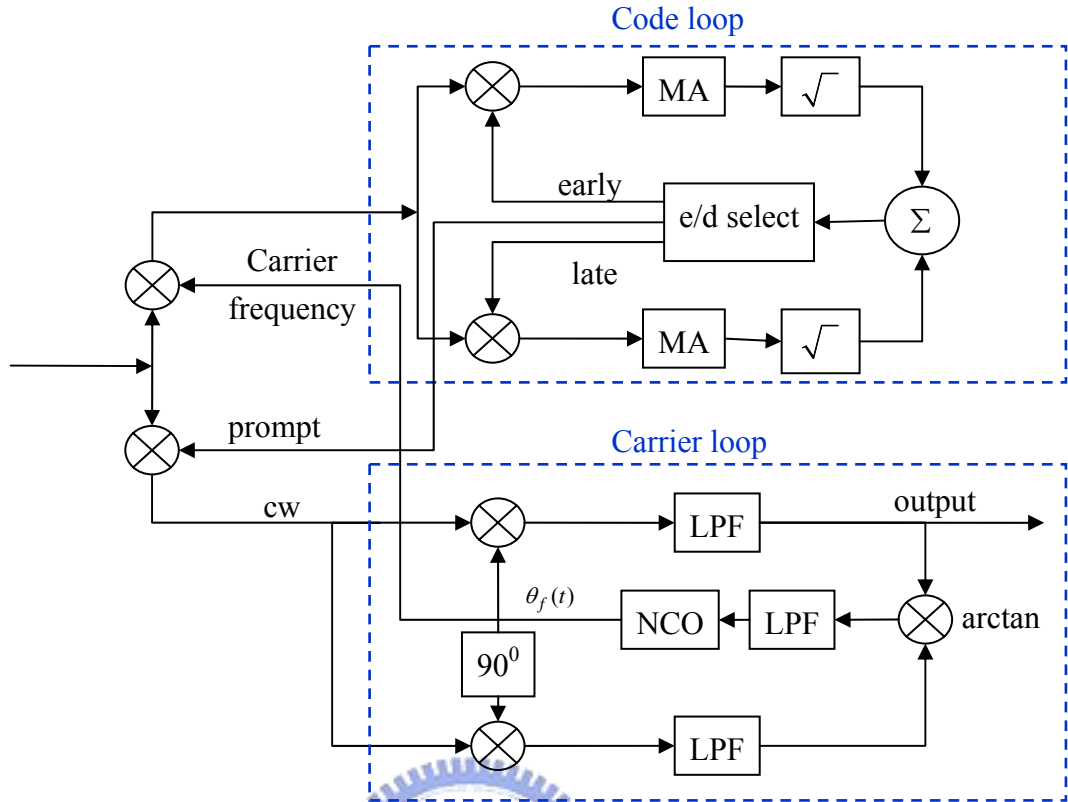 Code loop
MA
√
early
e/d select
Σ
Carrier
frequency
late
MA
√
prompt
Carrier loop
cw
LPF
output
θf(t)
NCO
LPF
arctan
90⁰
LPF